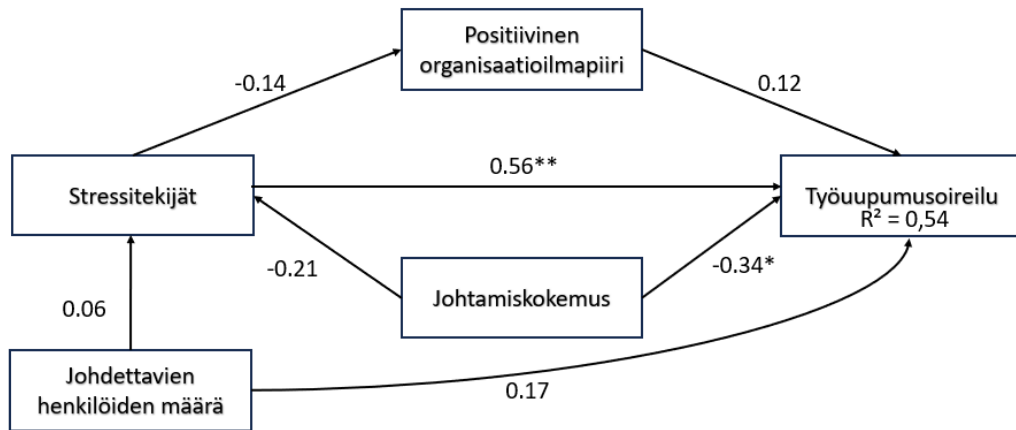 Positiivinen
organisaatioilmapiiri
-0.14
0.12
0.56**
Stressitekijät
Työuupumusoireilu
R² = 0,54
-0.21
Johtamiskokemus
-0.34*
0.06
Johdettavien
henkilöiden määrä
0.17